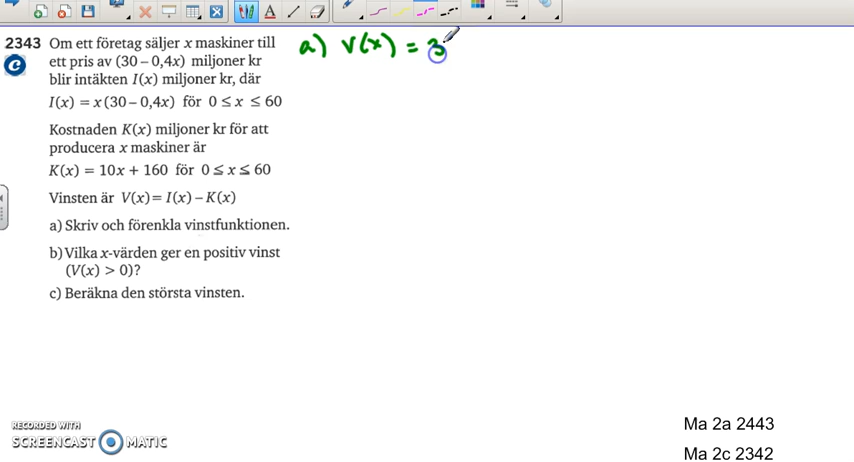 2343 Om ett företag säljer x maskiner till
ett pris av (30 – 0,4x) miljoner kr
blir intäkten I(x) miljoner kr, där
I(x) = x(30 – 0,4x) för 0 ≤ x ≤ 60
Kostnaden K(x) miljoner kr för att
producera x maskiner är
K(x) = 10x + 160 för 0 ≤ x ≤ 60
Vinsten är V(x) = I(x) – K(x)
a) Skriv och förenkla vinstfunktionen.
b) Vilka x-värden ger en positiv vinst
(V(x) > 0)?
c) Beräkna den största vinsten.
a) V(x) = 3
RECORDED WITH
SCREENCAST MATIC
Ma 2a 2443
Ma 2c 2342